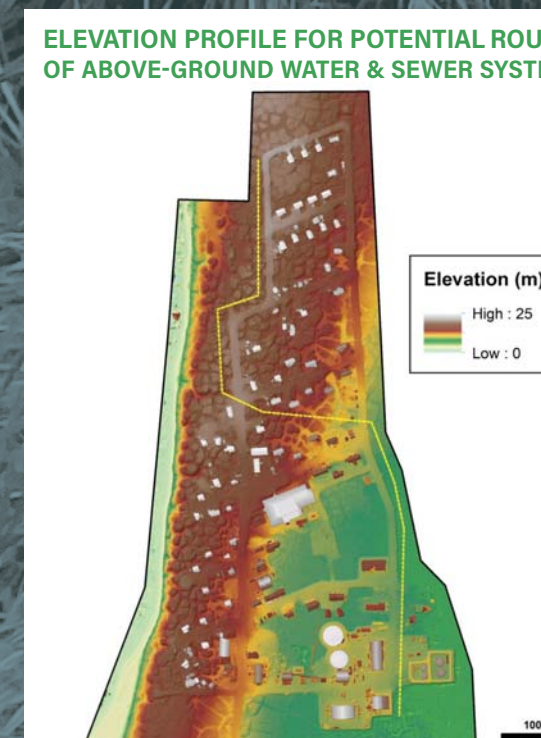 ELEVATION PROFILE FOR POTENTIAL ROU
OF ABOVE-GROUND WATER & SEWER SYST
Elevation (m)
High : 25
Low : 0
100